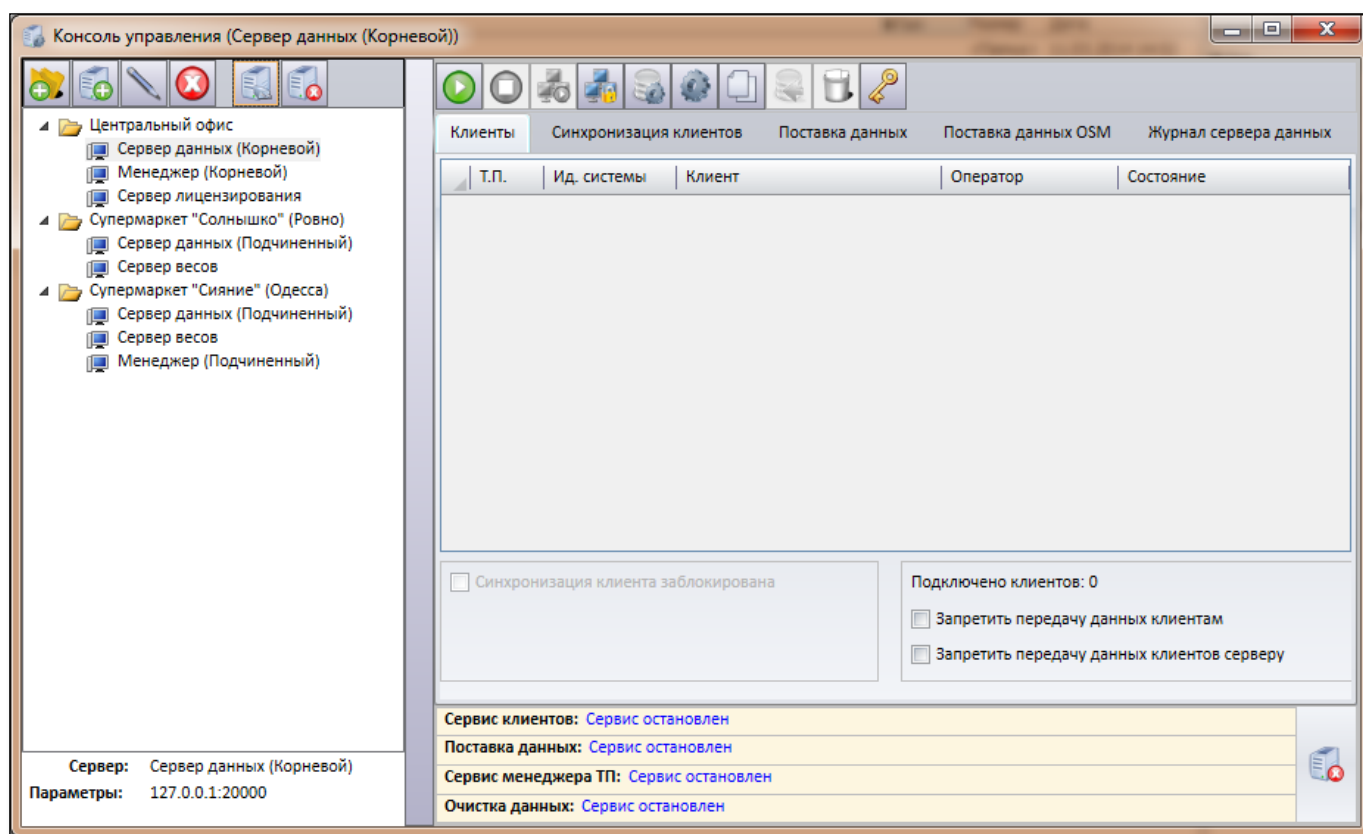 Консоль управления (Сервер данных (Корневой))
Центральный офис
Сервер данных (Корневой)
Менеджер (Корневой)
Сервер лицензирования
Супермаркет "Солнышко" (Ровно)
Сервер данных (Подчиненный)
Сервер весов
Супермаркет "Сияние" (Одесса)
Сервер данных (Подчиненный)
Сервер весов
Менеджер (Подчиненный)
Сервер: Сервер данных (Корневой)
Параметры: 127.0.0.1:20000
Клиенты Синхронизация клиентов Поставка данных Поставка данных OSM Журнал сервера данных
Т.П. Ид. системы Клиент Оператор Состояние
Синхронизация клиента заблокирована
Подключено клиентов: 0
Запретить передачу данных клиентам
Запретить передачу данных клиентов серверу
Сервис клиентов: Сервис остановлен
Поставка данных: Сервис остановлен
Сервис менеджера ТП: Сервис остановлен
Очистка данных: Сервис остановлен